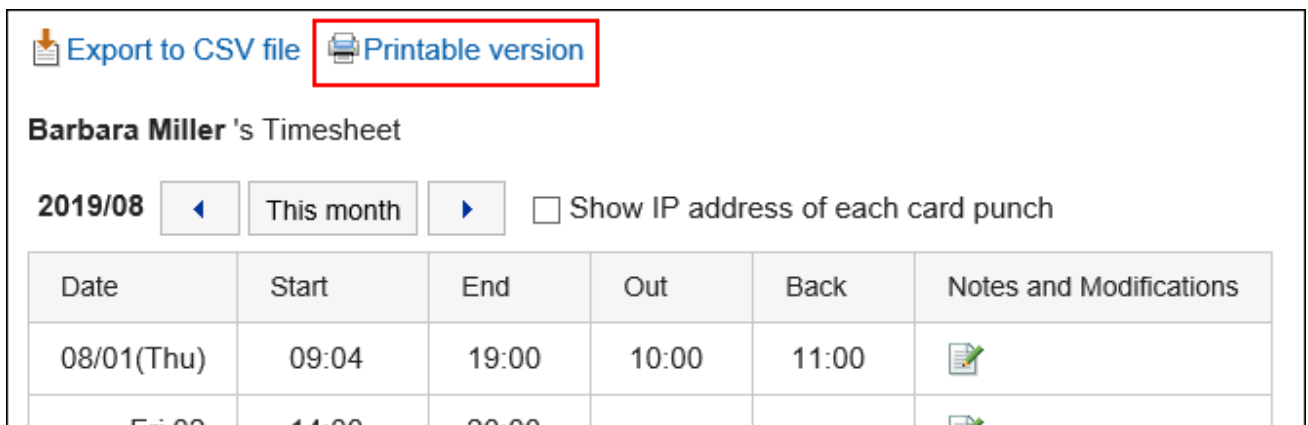 Export to CSV file Printable version
Barbara Miller 's Timesheet
2019/08 This month Show IP address of each card punch
Date Start End Out Back Notes and Modifications
08/01(Thu) 09:04 19:00 10:00 11:00